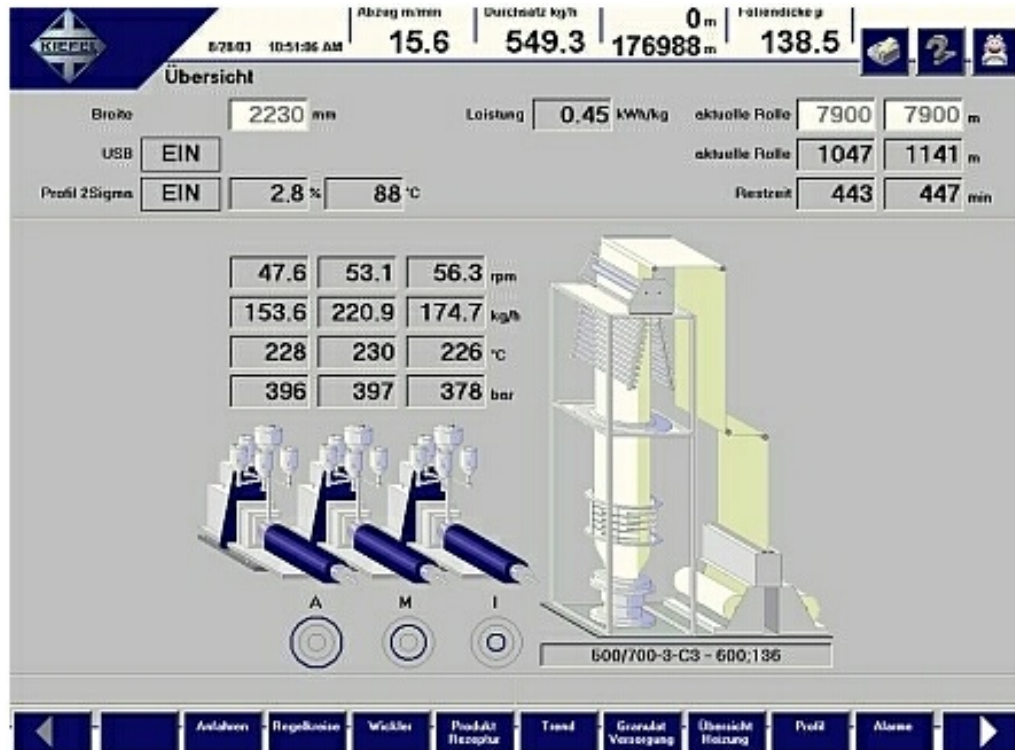 KIEFEL
8/28/03 10:51:06 AM
Abzug m/min
15.6
Durchsatz kg/h
549.3
0 m
176988 m
Foliendicke µ
138.5
Übersicht
Breite 2230 mm Leistung 0.45 kWh/kg aktuelle Rolle 7900 7900 m
USB EIN aktuelle Rolle 1047 1141 m
Profil 2Sigma EIN 2.8 % 88 °C Restzeit 443 447 min
47.6 53.1 56.3 rpm
153.6 220.9 174.7 kg/h
228 230 226 °C
396 397 378 bar
A M I
600/700-3-C3 - 600;136
Anfahren Regelkreise Wickler Produkt Rezeptur Trend Granulat Versorgung Übersicht Heizung Profil Alarme